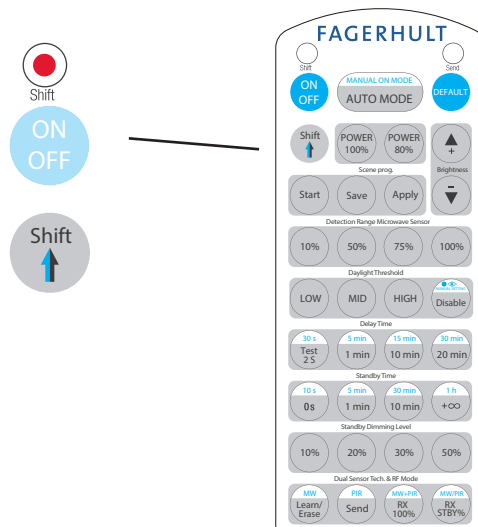 Shift
ON
OFF
Shift
FAGERHULT
Shift
Send
ON
OFF
MANUAL ON MODE
AUTO MODE
DEFAULT
Shift
POWER
100%
POWER
80%
+
Scene prog.
Brightness
Start
Save
Apply
−
Detection Range Microwave Sensor
10%
50%
75%
100%
Daylight Threshold
LOW
MID
HIGH
Disable
Delay Time
30 s
5 min
15 min
30 min
Test
2 S
1 min
10 min
20 min
Standby Time
10 s
5 min
30 min
1 h
0s
1 min
10 min
+∞
Standby Dimming Level
10%
20%
30%
50%
Dual Sensor Tech. & RF Mode
MW
PIR
MW+PIR
MW/PIR
Learn/
Erase
Send
RX
100%
RX
STBY%